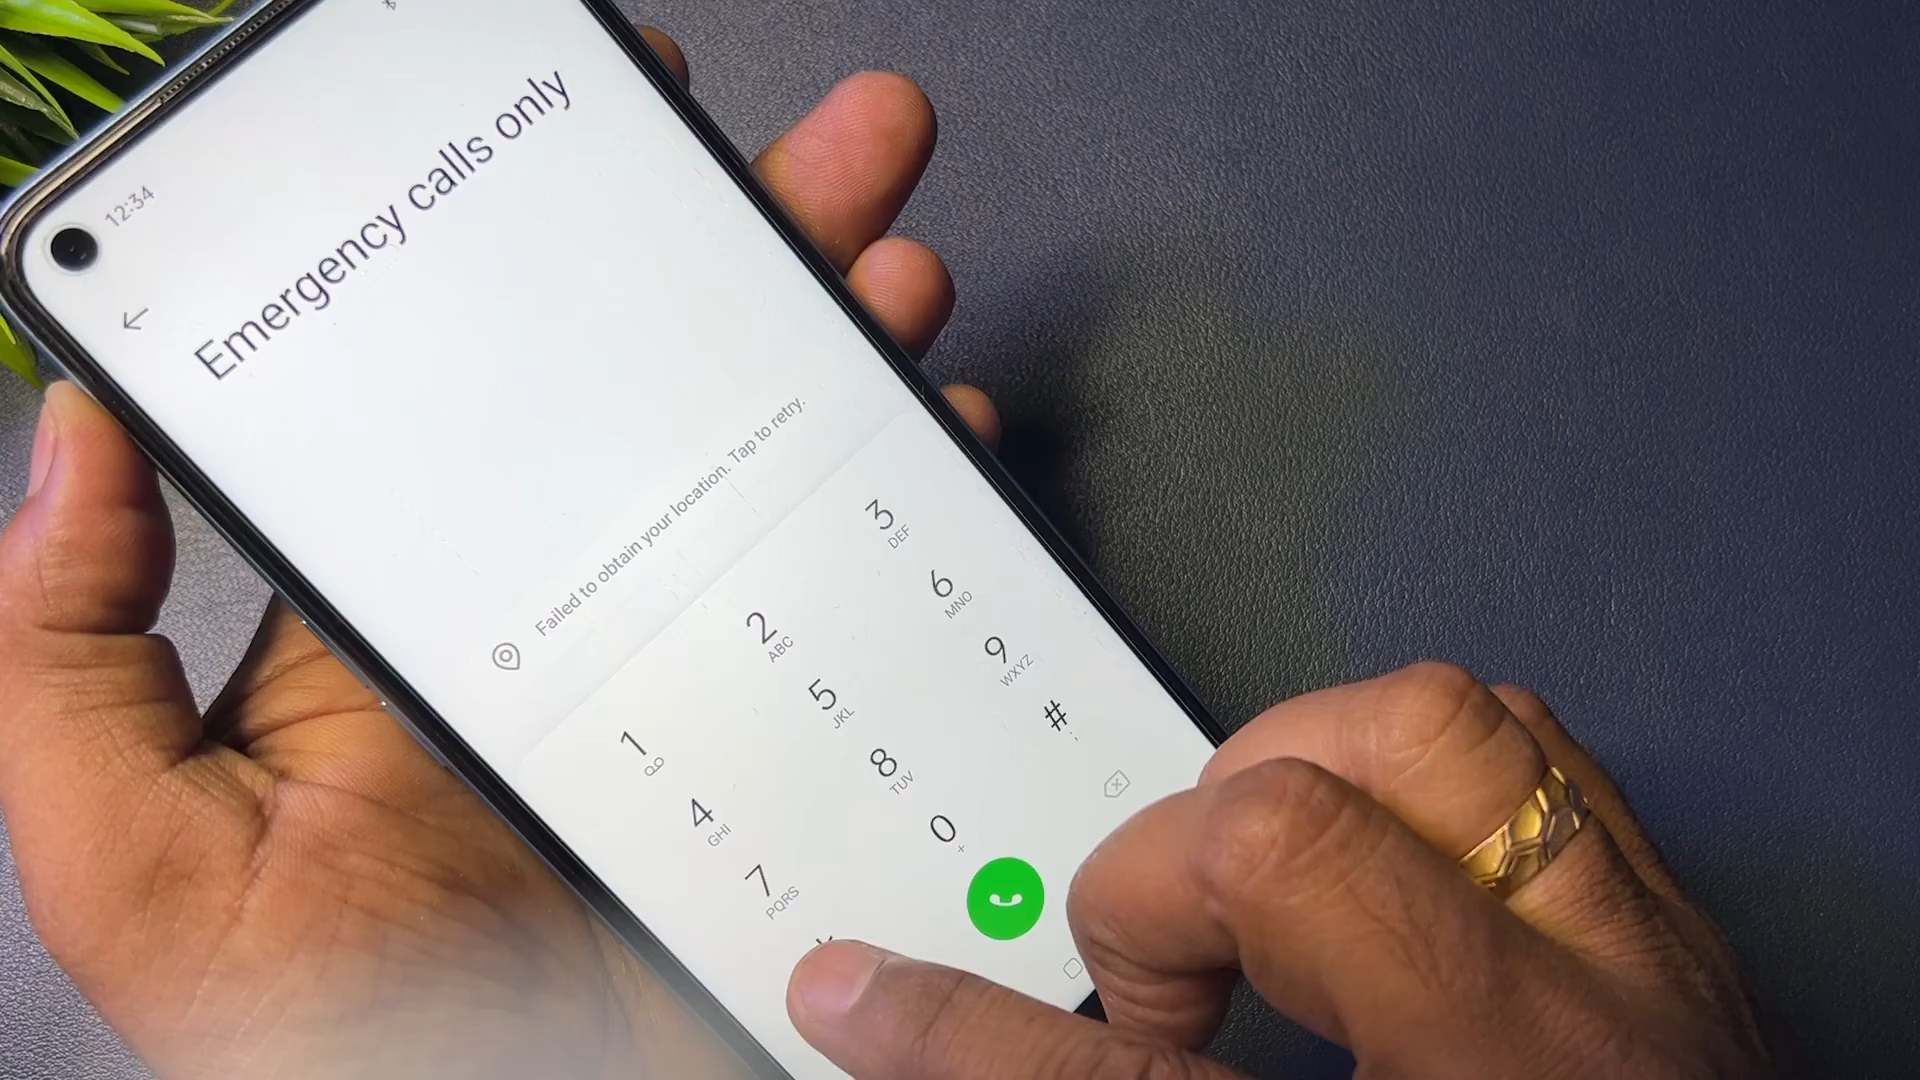 12:34
Emergency calls only
Failed to obtain your location. Tap to retry.
1
2 ABC
3 DEF
4 GHI
5 JKL
6 MNO
7 PQRS
8 TUV
9 WXYZ
0 +
#